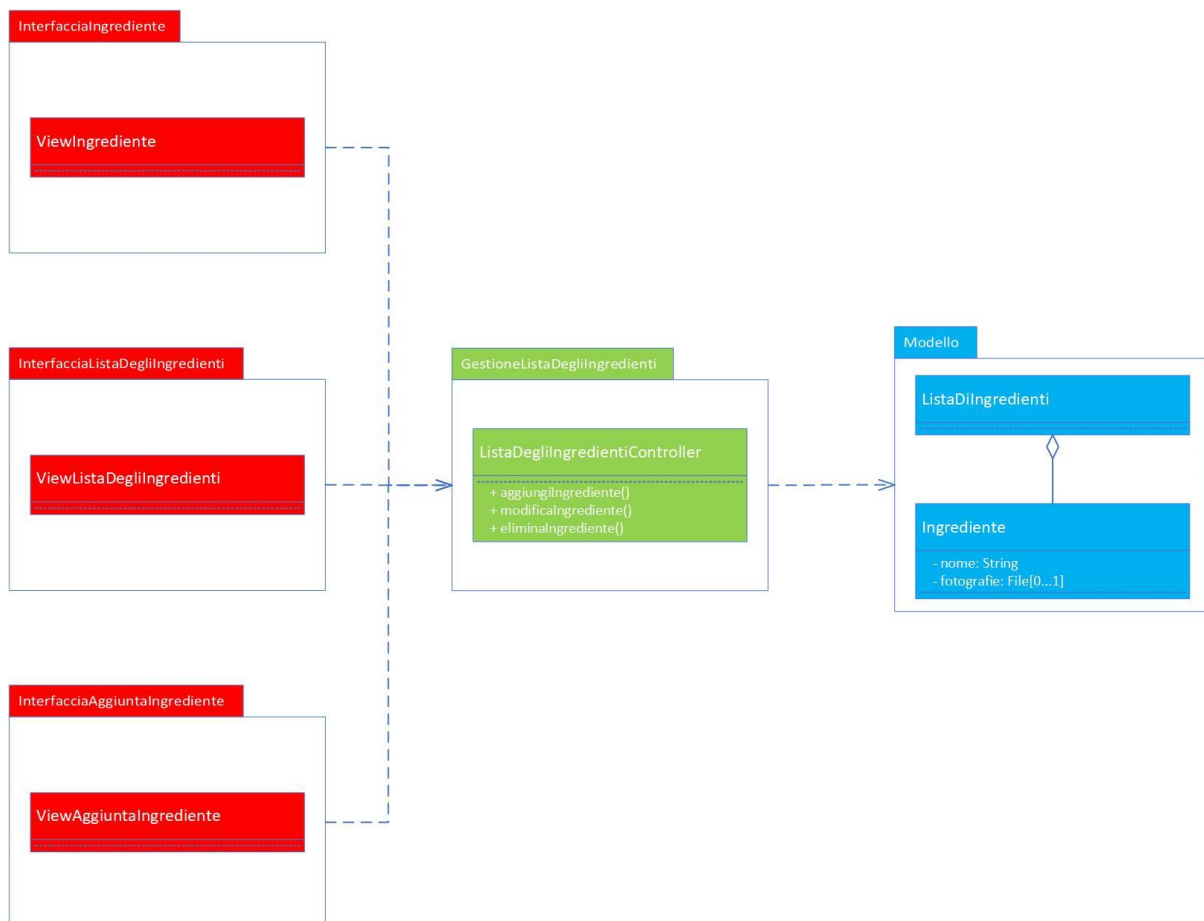 InterfacciaIngrediente
ViewIngrediente
InterfacciaListaDegliIngredienti
ViewListaDegliIngredienti
InterfacciaAggiuntaIngrediente
ViewAggiuntaIngrediente
GestioneListaDegliIngredienti
ListaDegliIngredientiController
+ aggiungiIngrediente()
+ modificaIngrediente()
+ eliminaIngrediente()
Modello
ListaDiIngredienti
Ingrediente
- nome: String
- fotografie: File[0...1]